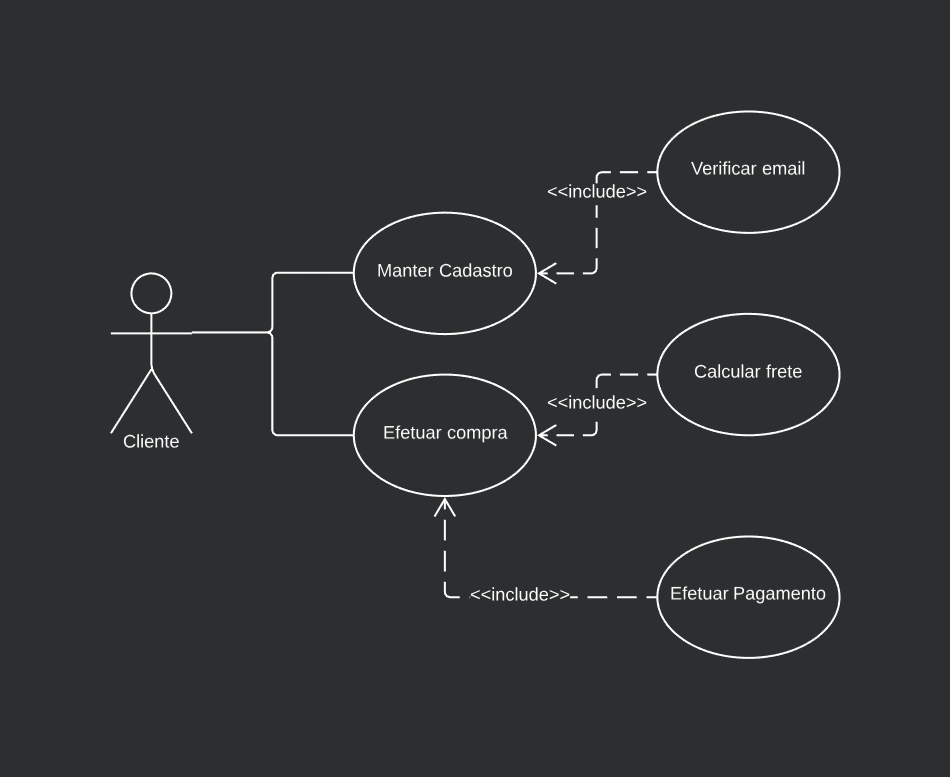 Verificar email
<<include>>
Manter Cadastro
Calcular frete
<<include>>
Efetuar compra
Cliente
<<include>>
Efetuar Pagamento